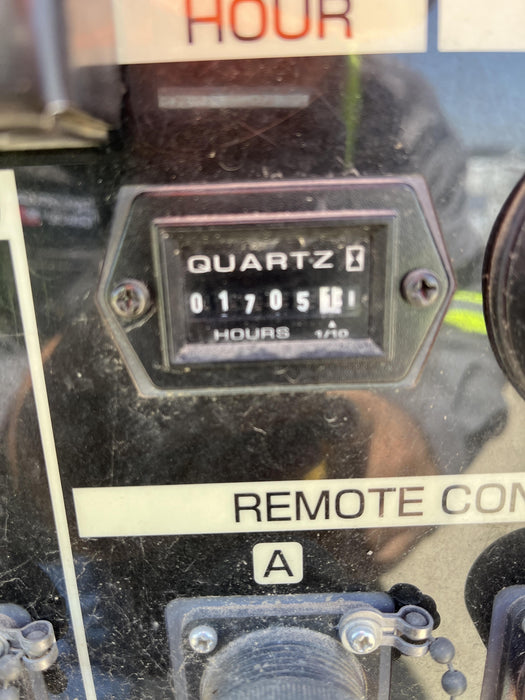 HOUR
QUARTZ
01705
HOURS 1/10
REMOTE CON
A